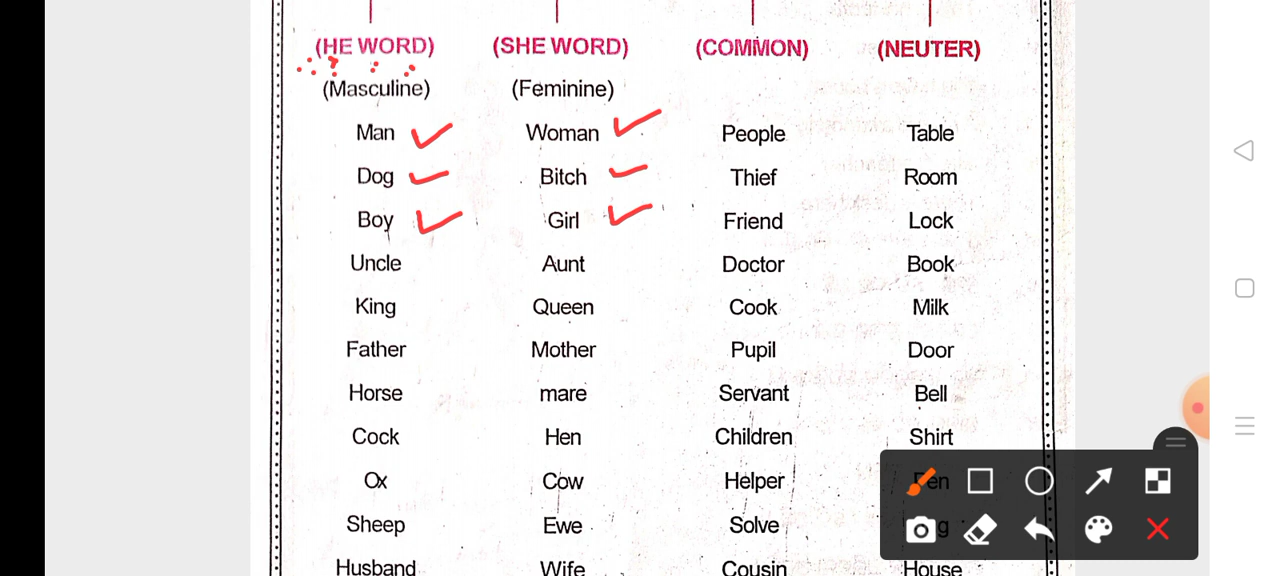 (HE WORD) (SHE WORD) (COMMON) (NEUTER)
(Masculine) (Feminine)
Man Woman People Table
Dog Bitch Thief Room
Boy Girl Friend Lock
Uncle Aunt Doctor Book
King Queen Cook Milk
Father Mother Pupil Door
Horse mare Servant Bell
Cock Hen Children Shirt
Ox Cow Helper
Sheep Ewe Solve
Husband Wife Cousin House